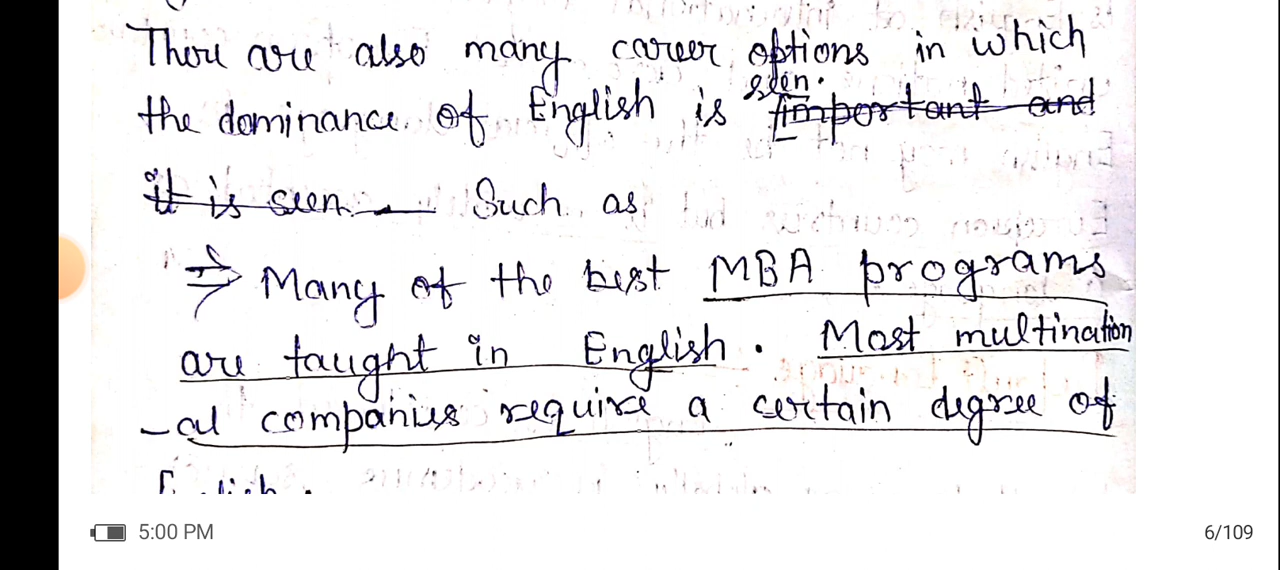 There are also many career options in which
the dominance of English is seen. important and
it is seen Such as
⇒ Many of the best MBA programs
are taught in English. Most multination
-al companies require a certain degree of
English.
5:00 PM
6/109